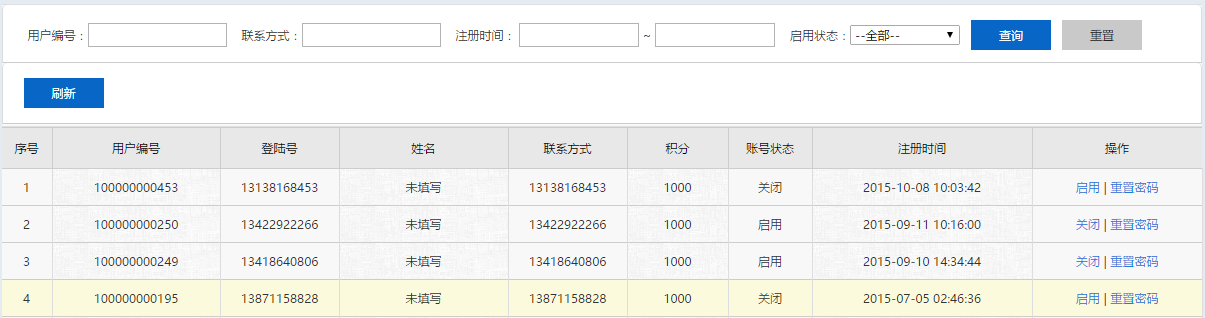 用户编号： 联系方式： 注册时间： ~ 启用状态： --全部-- 查询 重置
刷新
序号 用户编号 登陆号 姓名 联系方式 积分 账号状态 注册时间 操作
1 100000000453 13138168453 未填写 13138168453 1000 关闭 2015-10-08 10:03:42 启用 | 重置密码
2 100000000250 13422922266 未填写 13422922266 1000 启用 2015-09-11 10:16:00 关闭 | 重置密码
3 100000000249 13418640806 未填写 13418640806 1000 启用 2015-09-10 14:34:44 关闭 | 重置密码
4 100000000195 13871158828 未填写 13871158828 1000 关闭 2015-07-05 02:46:36 启用 | 重置密码